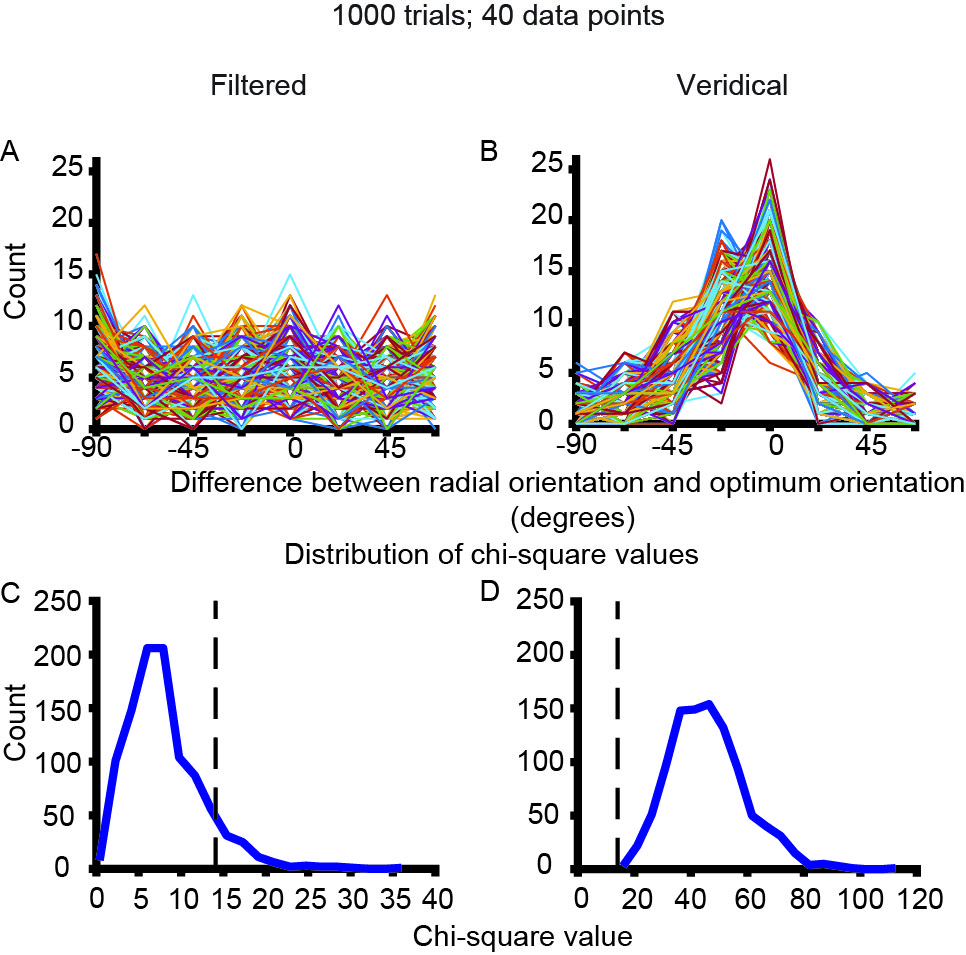 1000 trials; 40 data points
Filtered
Veridical
A
B
25
20
15
10
5
0
Count
-90
-45
0
45
25
20
15
10
5
0
-90
-45
0
45
Difference between radial orientation and optimum orientation
(degrees)
Distribution of chi-square values
C
D
250
200
150
100
50
0
Count
0 5 10 15 20 25 30 35 40
250
200
150
100
50
0
0 20 40 60 80 100 120
Chi-square value